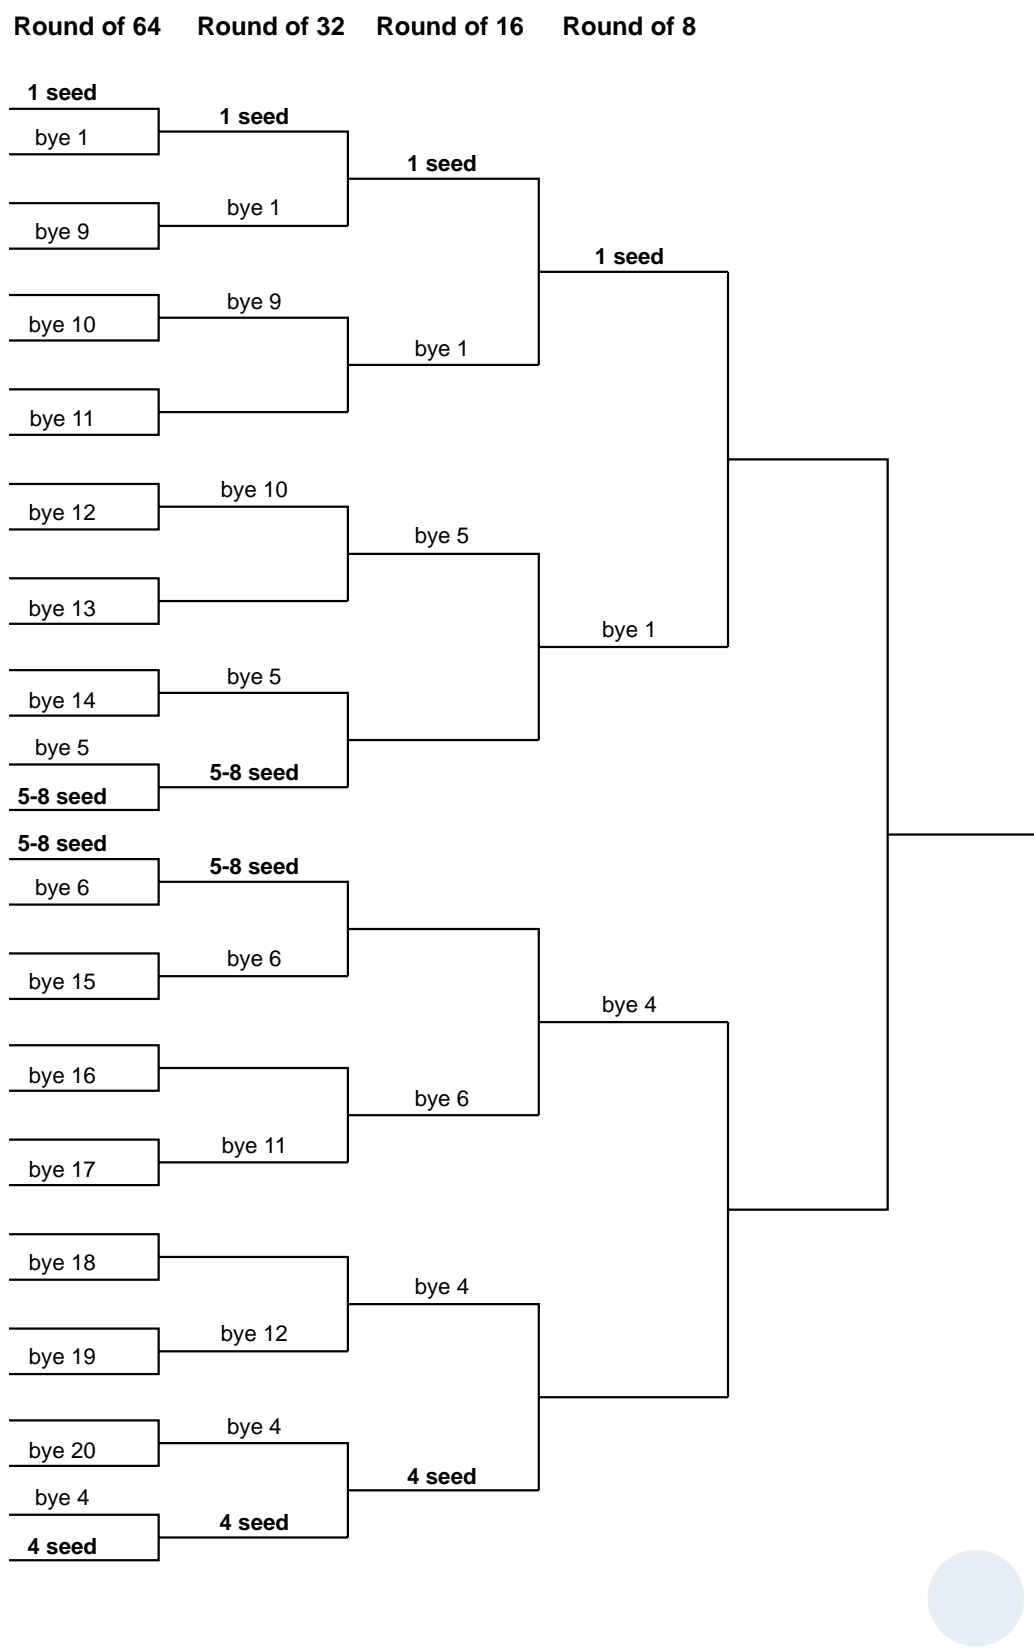 Round of 64 Round of 32 Round of 16 Round of 8
1 seed
bye 1
bye 9
bye 10
bye 11
bye 12
bye 13
bye 14
bye 5
5-8 seed
5-8 seed
bye 6
bye 15
bye 16
bye 17
bye 18
bye 19
bye 20
bye 4
4 seed
1 seed
bye 1
bye 9
bye 10
bye 5
5-8 seed
5-8 seed
bye 6
bye 11
bye 12
bye 4
4 seed
1 seed
bye 1
bye 5
bye 6
bye 4
4 seed
1 seed
bye 1
bye 4